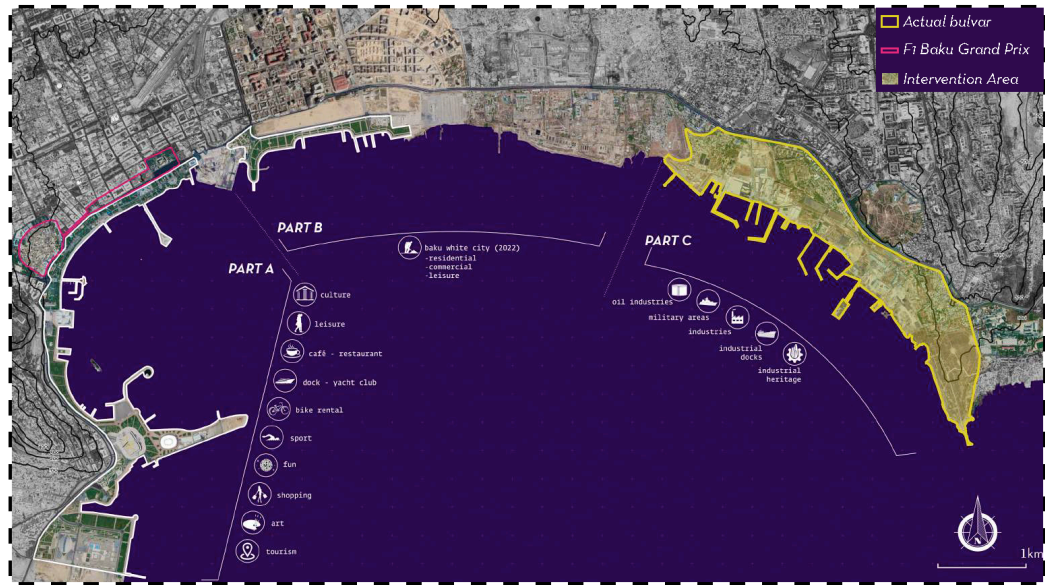 Actual bulvar
F1 Baku Grand Prix
Intervention Area
PART B
baku white city (2022)
-residential
-commercial
-leisure
PART A
culture
leisure
café - restaurant
dock - yacht club
bike rental
sport
fun
shopping
art
tourism
PART C
oil industries
military areas
industries
industrial
docks
industrial
heritage
N
1km